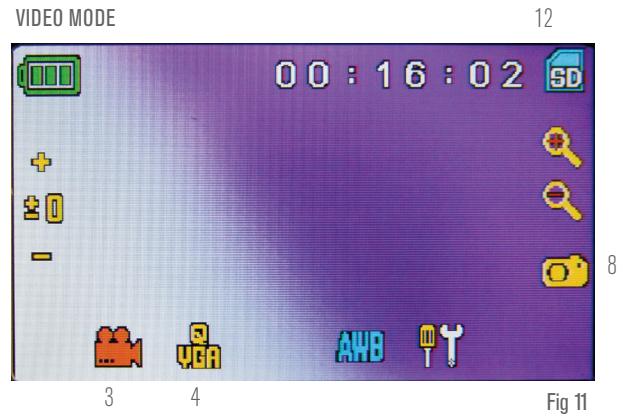 VIDEO MODE 12
00:16:02 SD
±0
8
Q
VGA AWB
3 4 Fig 11